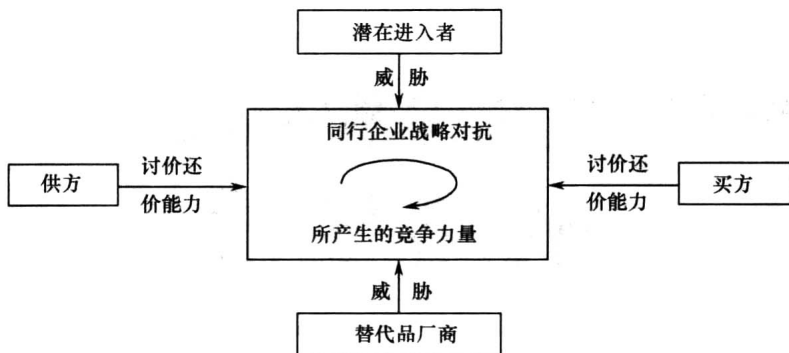 潜在进入者
威 胁
同行企业战略对抗
供方
讨价还
价能力
讨价还
价能力
买方
所产生的竞争力量
威 胁
替代品厂商